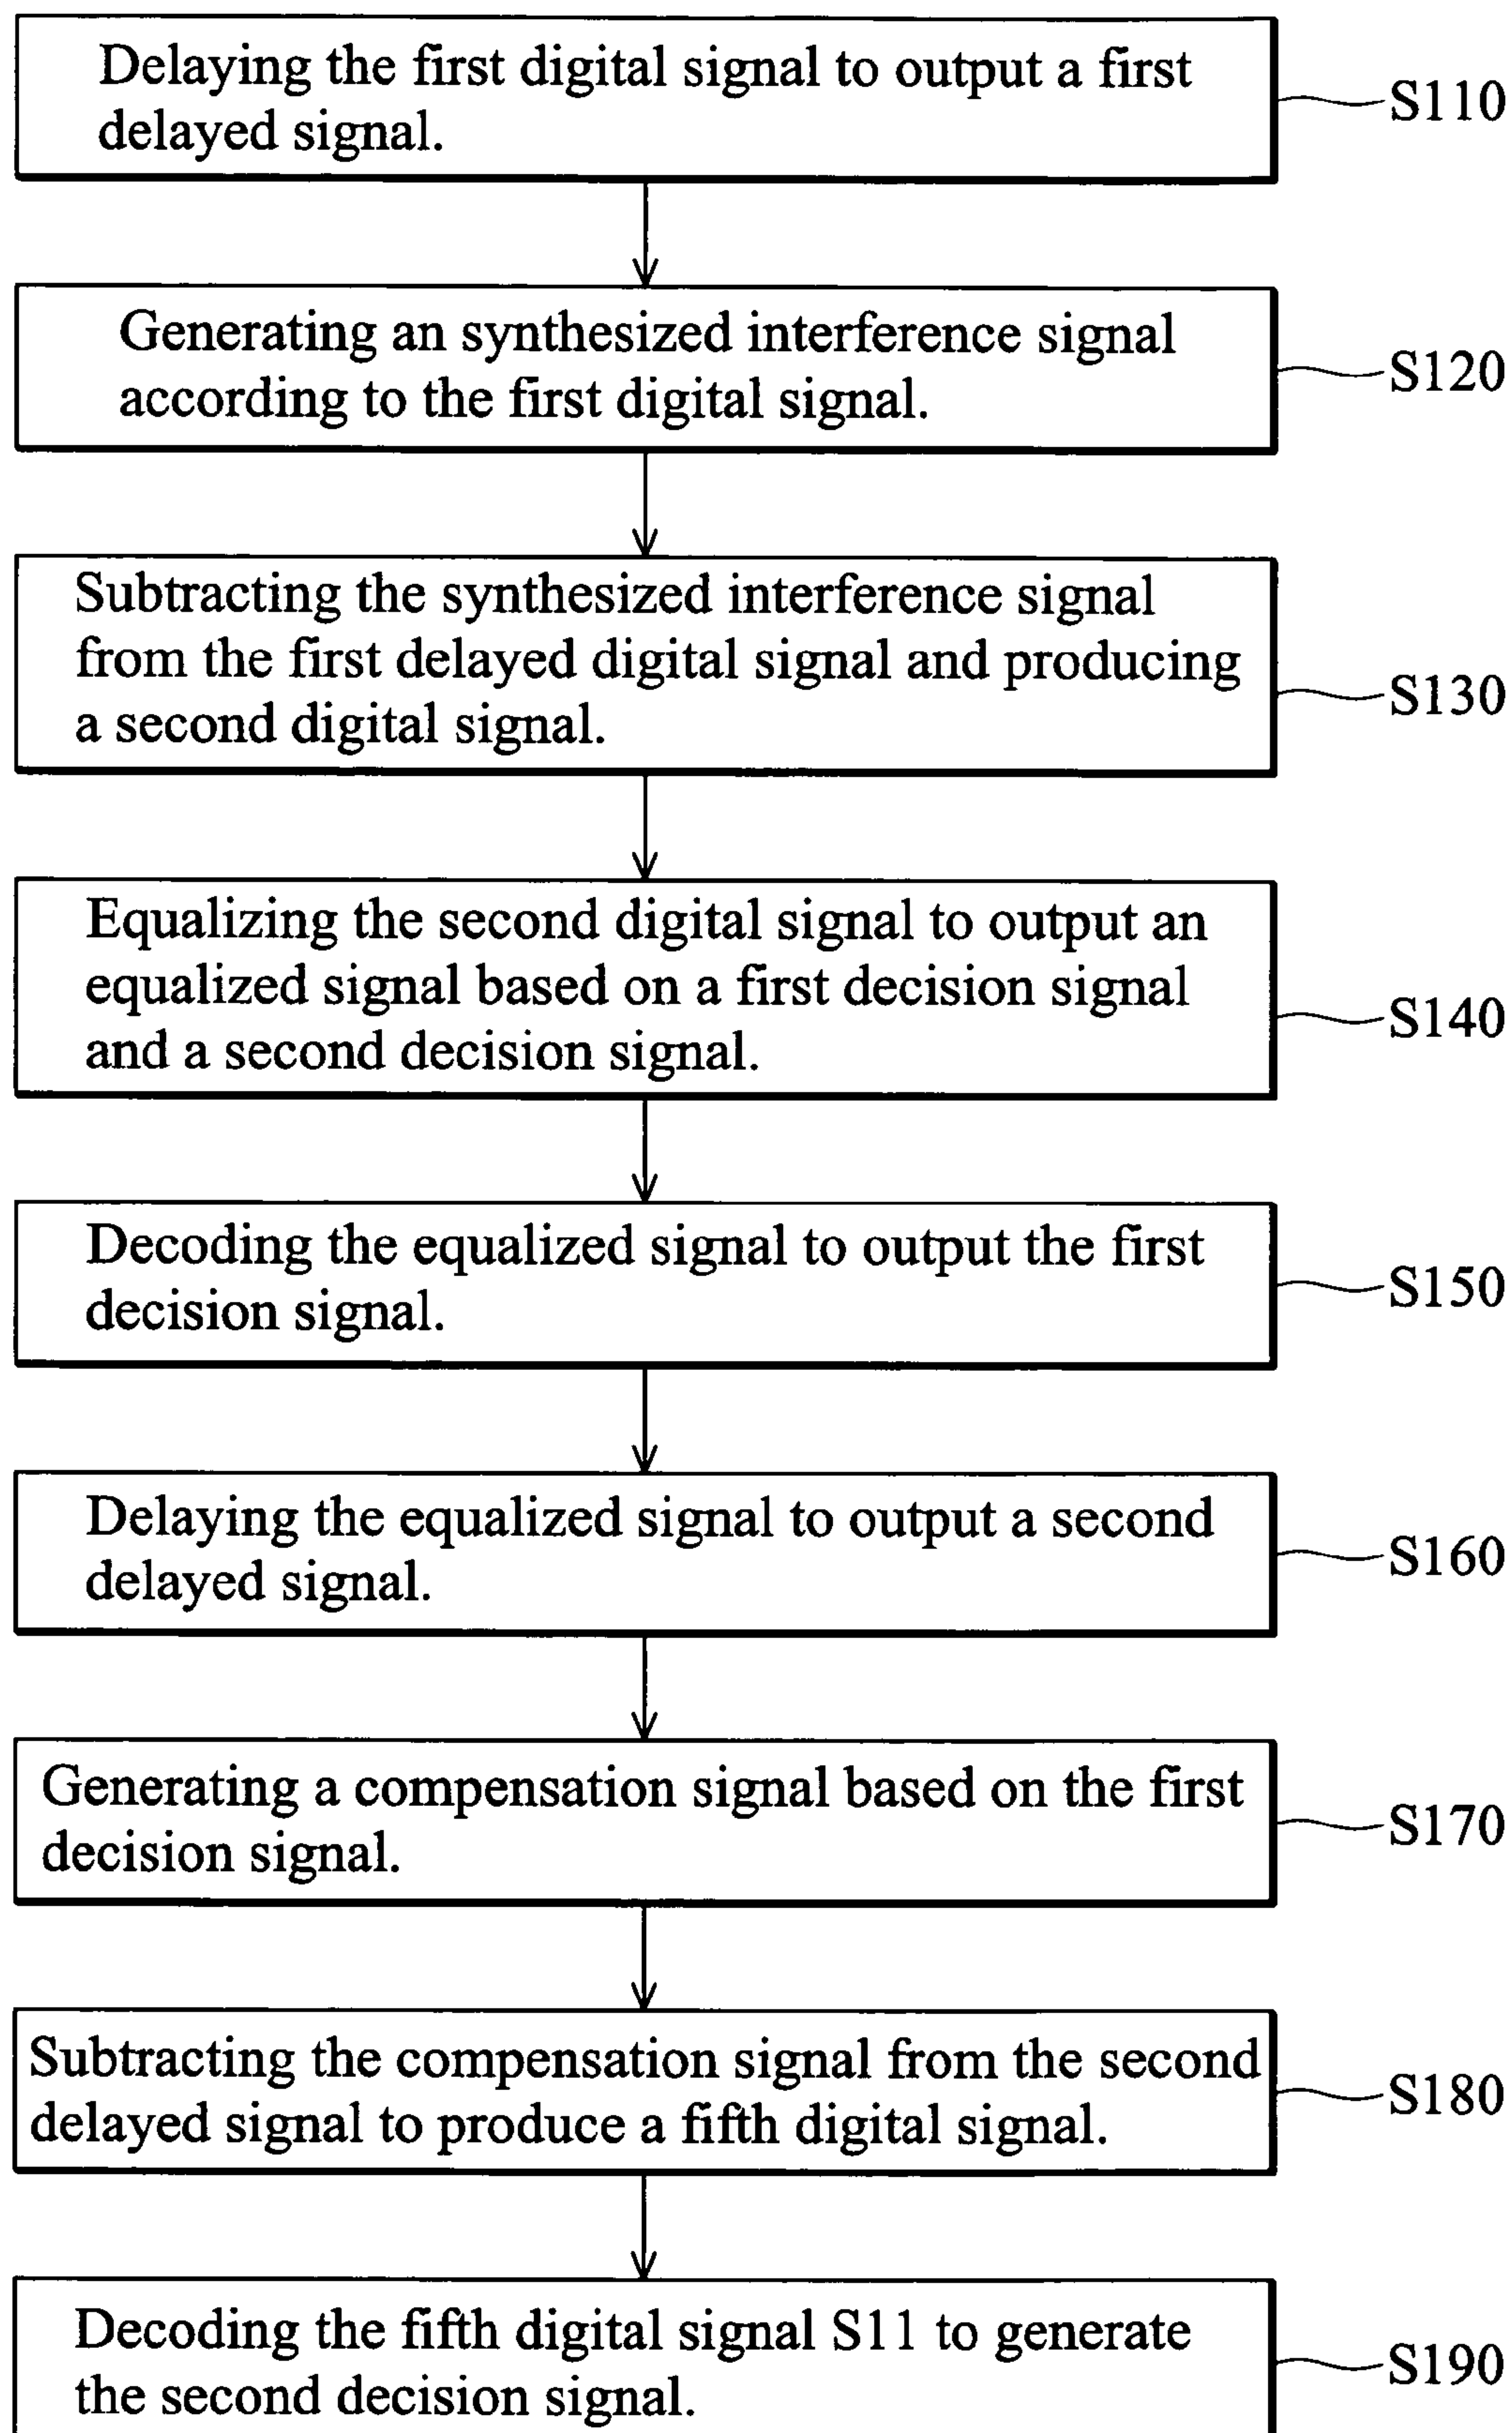 Delaying the first digital signal to output a first
delayed signal.
S110
Generating an synthesized interference signal
according to the first digital signal.
S120
Subtracting the synthesized interference signal
from the first delayed digital signal and producing
a second digital signal.
S130
Equalizing the second digital signal to output an
equalized signal based on a first decision signal
and a second decision signal.
S140
Decoding the equalized signal to output the first
decision signal.
S150
Delaying the equalized signal to output a second
delayed signal.
S160
Generating a compensation signal based on the first
decision signal.
S170
Subtracting the compensation signal from the second
delayed signal to produce a fifth digital signal.
S180
Decoding the fifth digital signal S11 to generate
the second decision signal.
S190